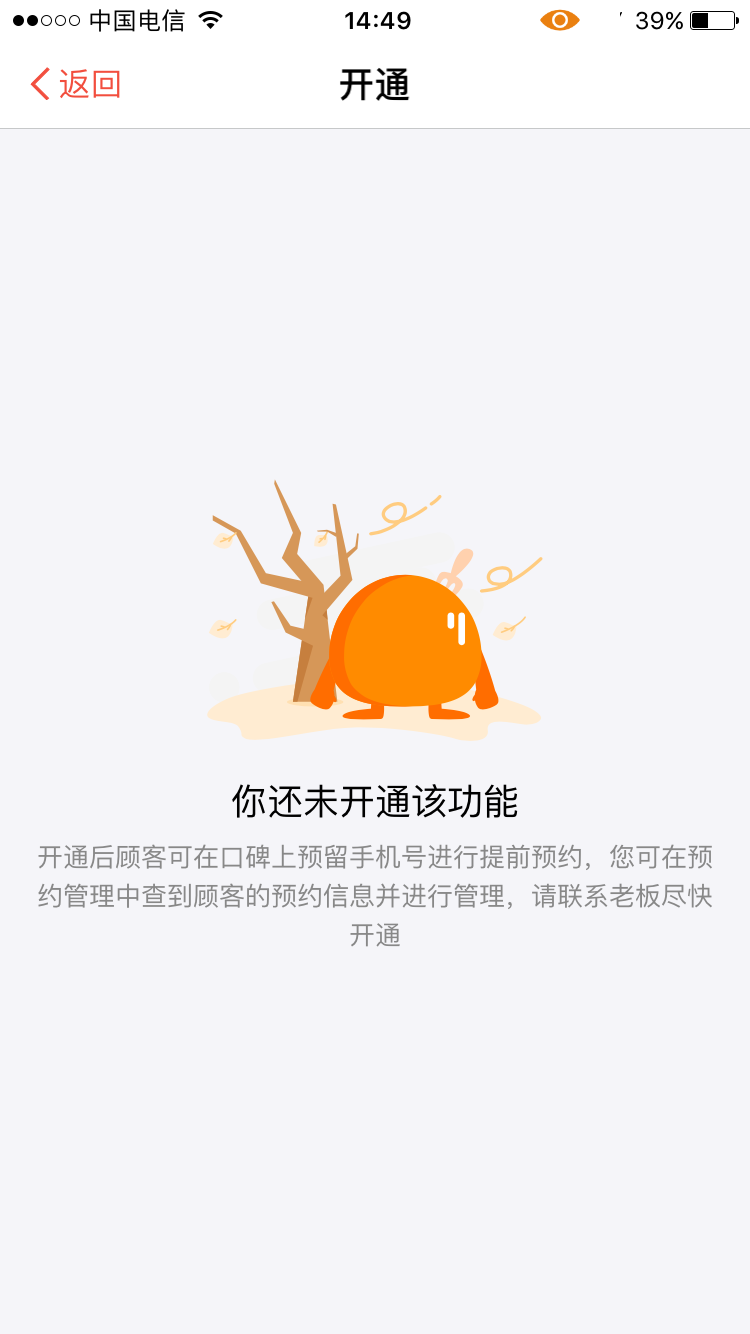 中国电信 14:49 39%
返回 开通
你还未开通该功能
开通后顾客可在口碑上预留手机号进行提前预约，您可在预
约管理中查到顾客的预约信息并进行管理，请联系老板尽快
开通